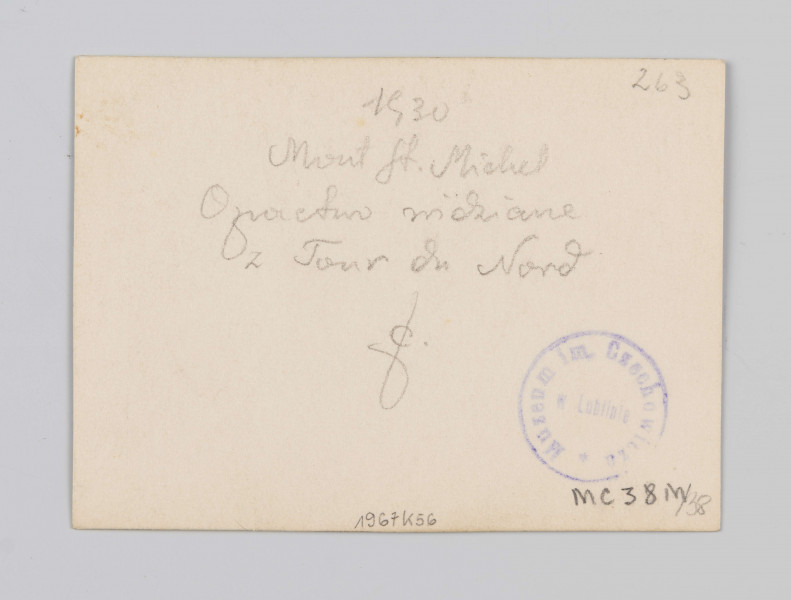 263
1930
Mont St. Michel
Opactwo widziane
z Tour du Nord
Muzeum im. Czechowicza
w Lublinie
MC 38 M/38
1967K56